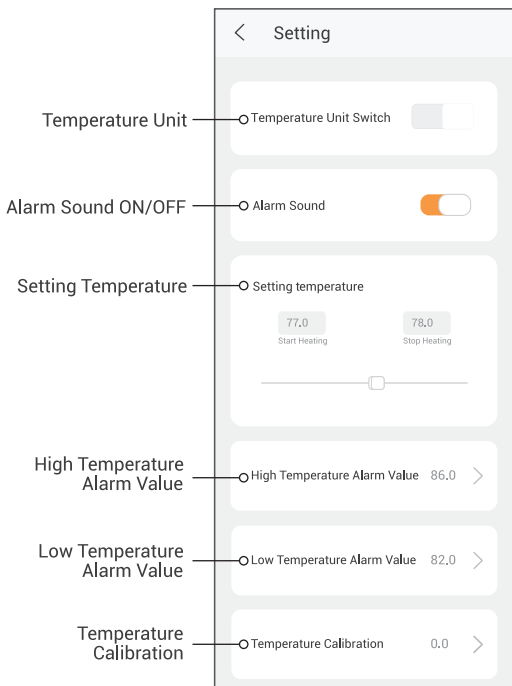 Setting
Temperature Unit
Temperature Unit Switch
Alarm Sound ON/OFF
Alarm Sound
Setting Temperature
Setting temperature
77.0 78.0
Start Heating Stop Heating
High Temperature
Alarm Value
High Temperature Alarm Value 86.0
Low Temperature
Alarm Value
Low Temperature Alarm Value 82.0
Temperature
Calibration
Temperature Calibration 0.0